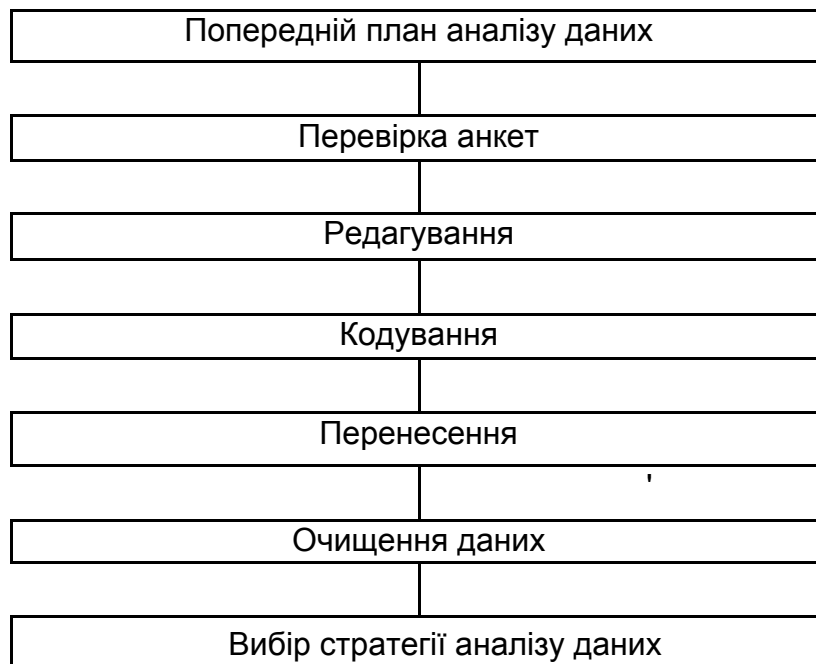 Попередній план аналізу даних
Перевірка анкет
Редагування
Кодування
Перенесення
'
Очищення даних
Вибір стратегії аналізу даних